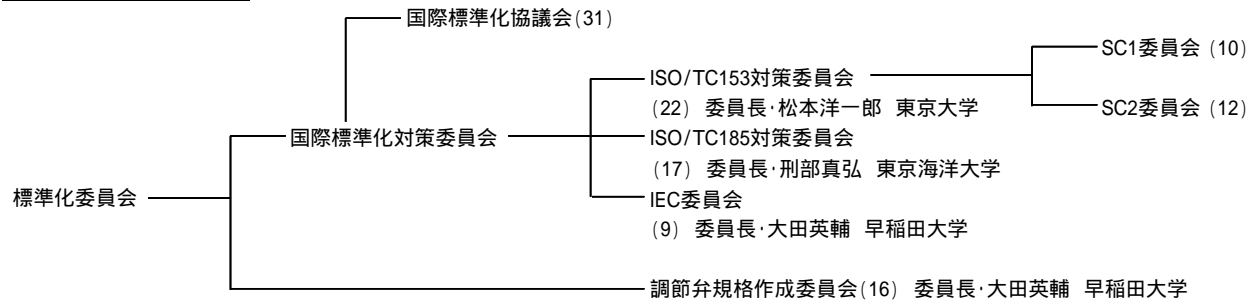 国際標準化協議会(31)
SC1委員会 (10)
ISO/TC153対策委員会
(22) 委員長・松本洋一郎 東京大学
SC2委員会 (12)
国際標準化対策委員会
ISO/TC185対策委員会
(17) 委員長・刑部真弘 東京海洋大学
標準化委員会
IEC委員会
(9) 委員長・大田英輔 早稲田大学
調節弁規格作成委員会(16) 委員長・大田英輔 早稲田大学